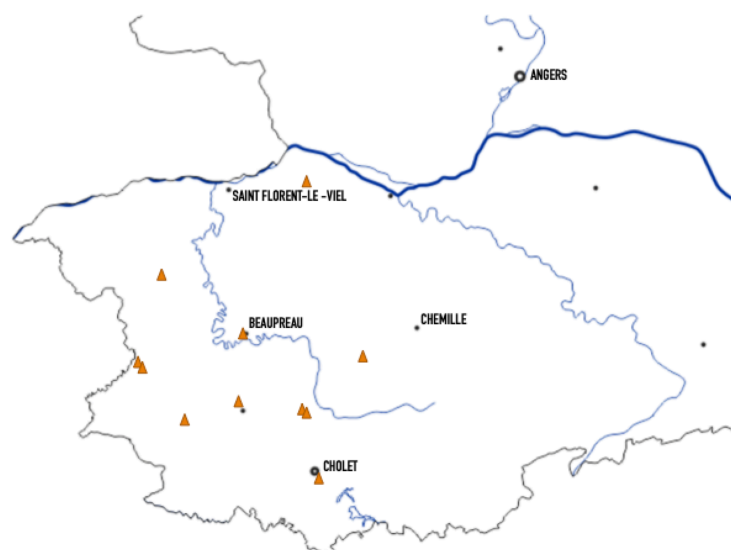 ANGERS
SAINT FLORENT-LE -VIEL
BEAUPREAU
CHEMILLE
CHOLET